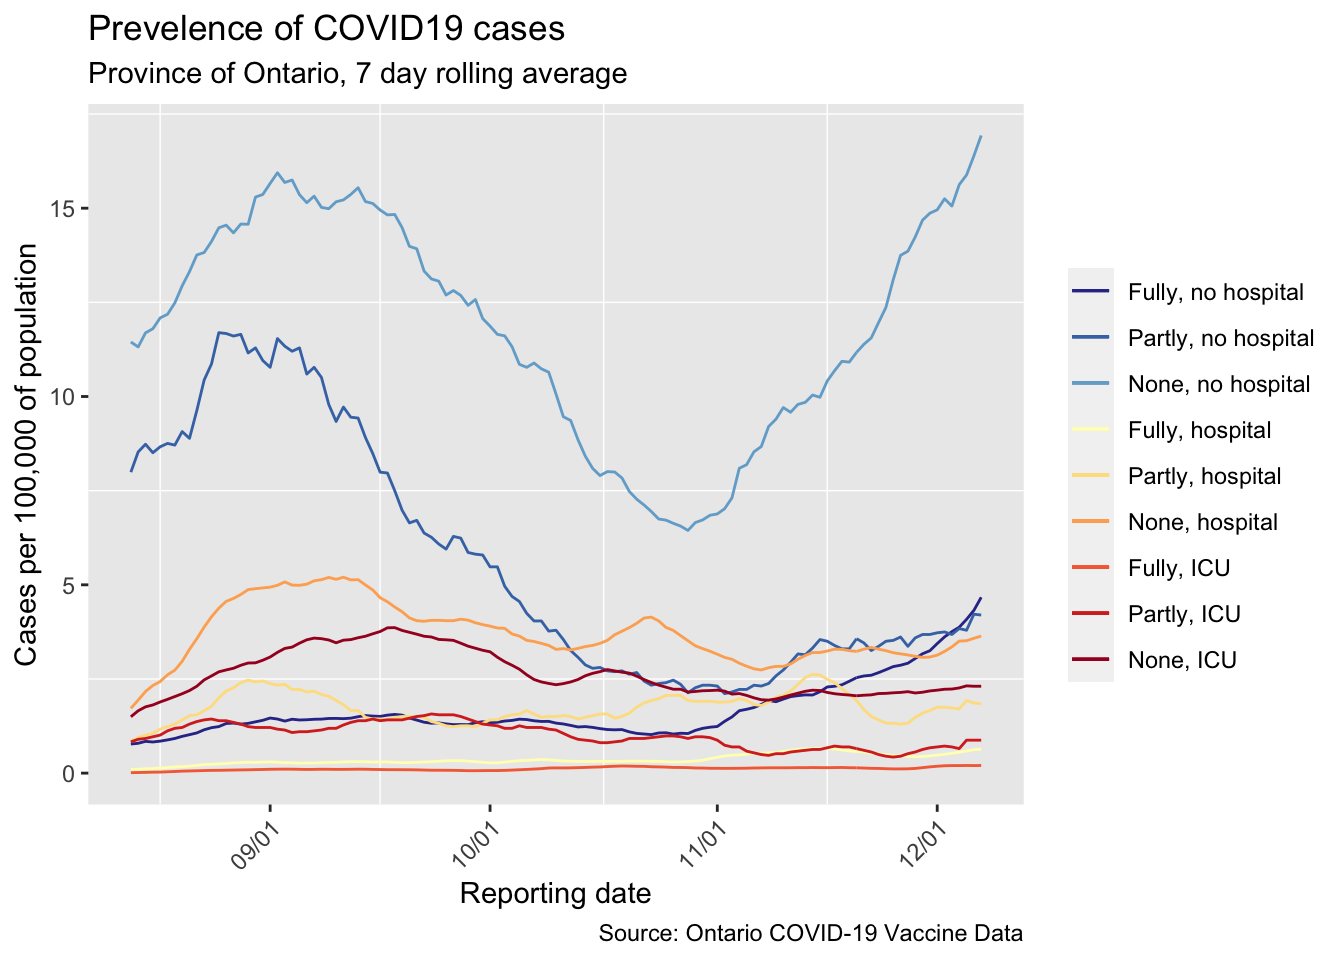 Prevelence of COVID19 cases
Province of Ontario, 7 day rolling average
Cases per 100,000 of population
15
10
5
0
09/01
10/01
11/01
12/01
Reporting date
Fully, no hospital
Partly, no hospital
None, no hospital
Fully, hospital
Partly, hospital
None, hospital
Fully, ICU
Partly, ICU
None, ICU
Source: Ontario COVID-19 Vaccine Data